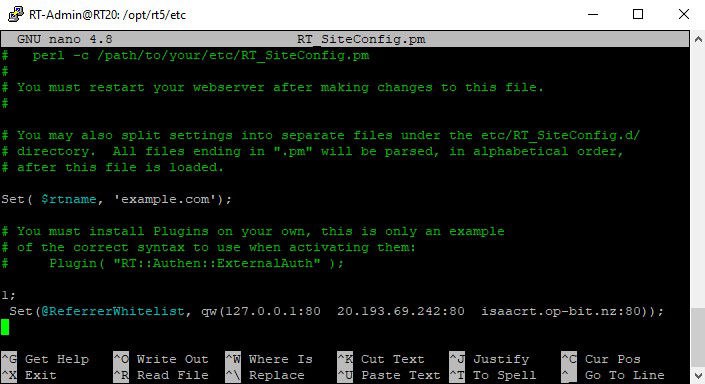 RT-Admin@RT20: /opt/rt5/etc
GNU nano 4.8 RT_SiteConfig.pm
#   perl -c /path/to/your/etc/RT_SiteConfig.pm
#
# You must restart your webserver after making changes to this file.
#
# You may also split settings into separate files under the etc/RT_SiteConfig.d/
# directory.  All files ending in ".pm" will be parsed, in alphabetical order,
# after this file is loaded.
Set( $rtname, 'example.com');
# You must install Plugins on your own, this is only an example
# of the correct syntax to use when activating them:
#     Plugin( "RT::Authen::ExternalAuth" );
1;
Set(@ReferrerWhitelist, qw(127.0.0.1:80  20.193.69.242:80  isaacrt.op-bit.nz:80));
^G Get Help ^O Write Out ^W Where Is ^K Cut Text ^J Justify ^C Cur Pos
^X Exit ^R Read File ^\ Replace ^U Paste Text ^T To Spell ^_ Go To Line